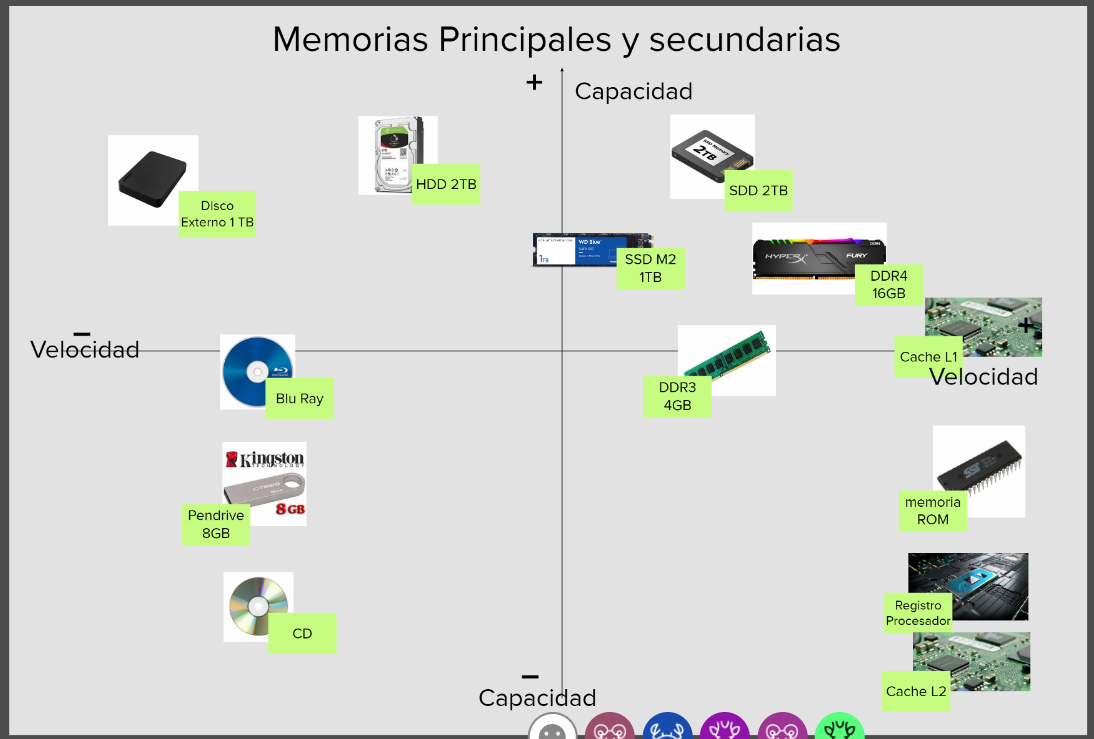 Memorias Principales y secundarias
+
Capacidad
2TB
HDD 2TB
SDD 2TB
Disco
Externo 1 TB
WD Blue
1TB
SSD M2
1TB
HYPERX
FURY
DDR4
DDR4
16GB
+
Cache L1
Velocidad
−
Velocidad
Blu Ray
DDR3
4GB
Kingston
TECHNOLOGY
8GB
Pendrive
8GB
SST
memoria
ROM
Registro
Procesador
CD
Cache L2
−
Capacidad